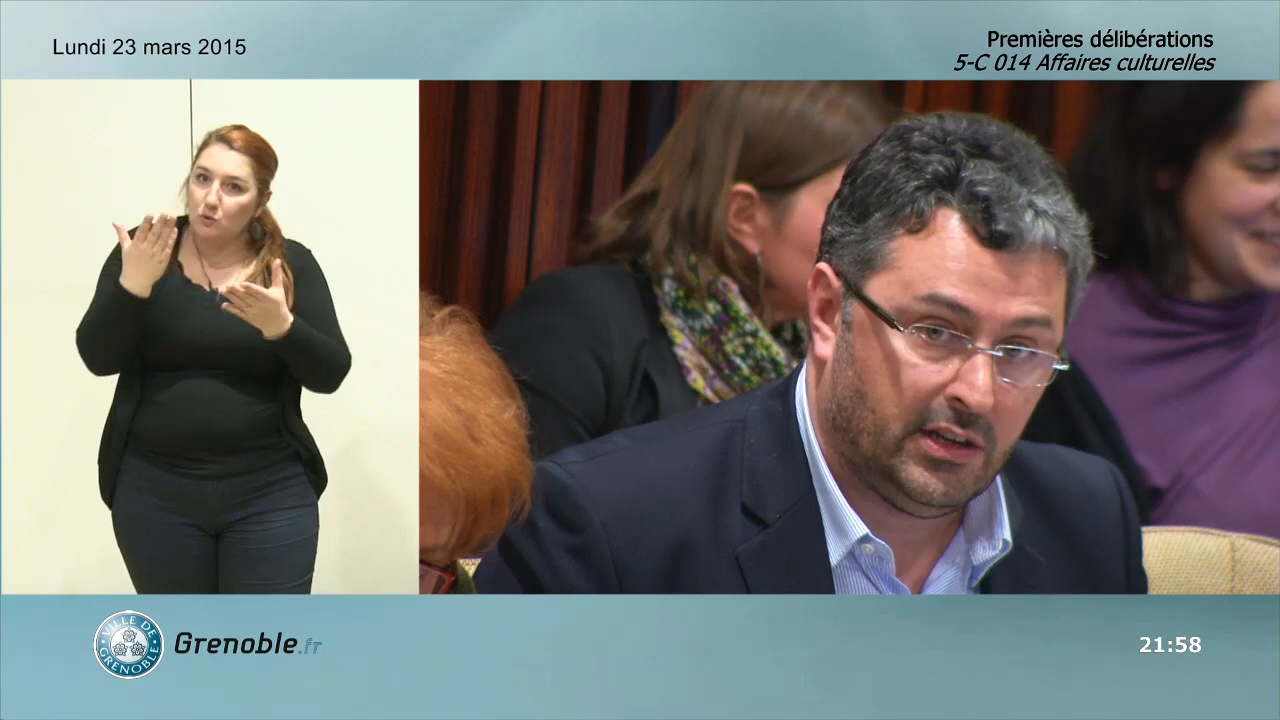 Lundi 23 mars 2015
Premières délibérations
5-C 014 Affaires culturelles
VILLE DE GRENOBLE
Grenoble.fr
21:58